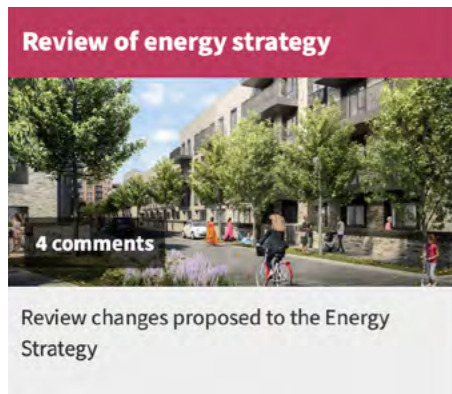 Review of energy strategy
4 comments
Review changes proposed to the Energy
Strategy